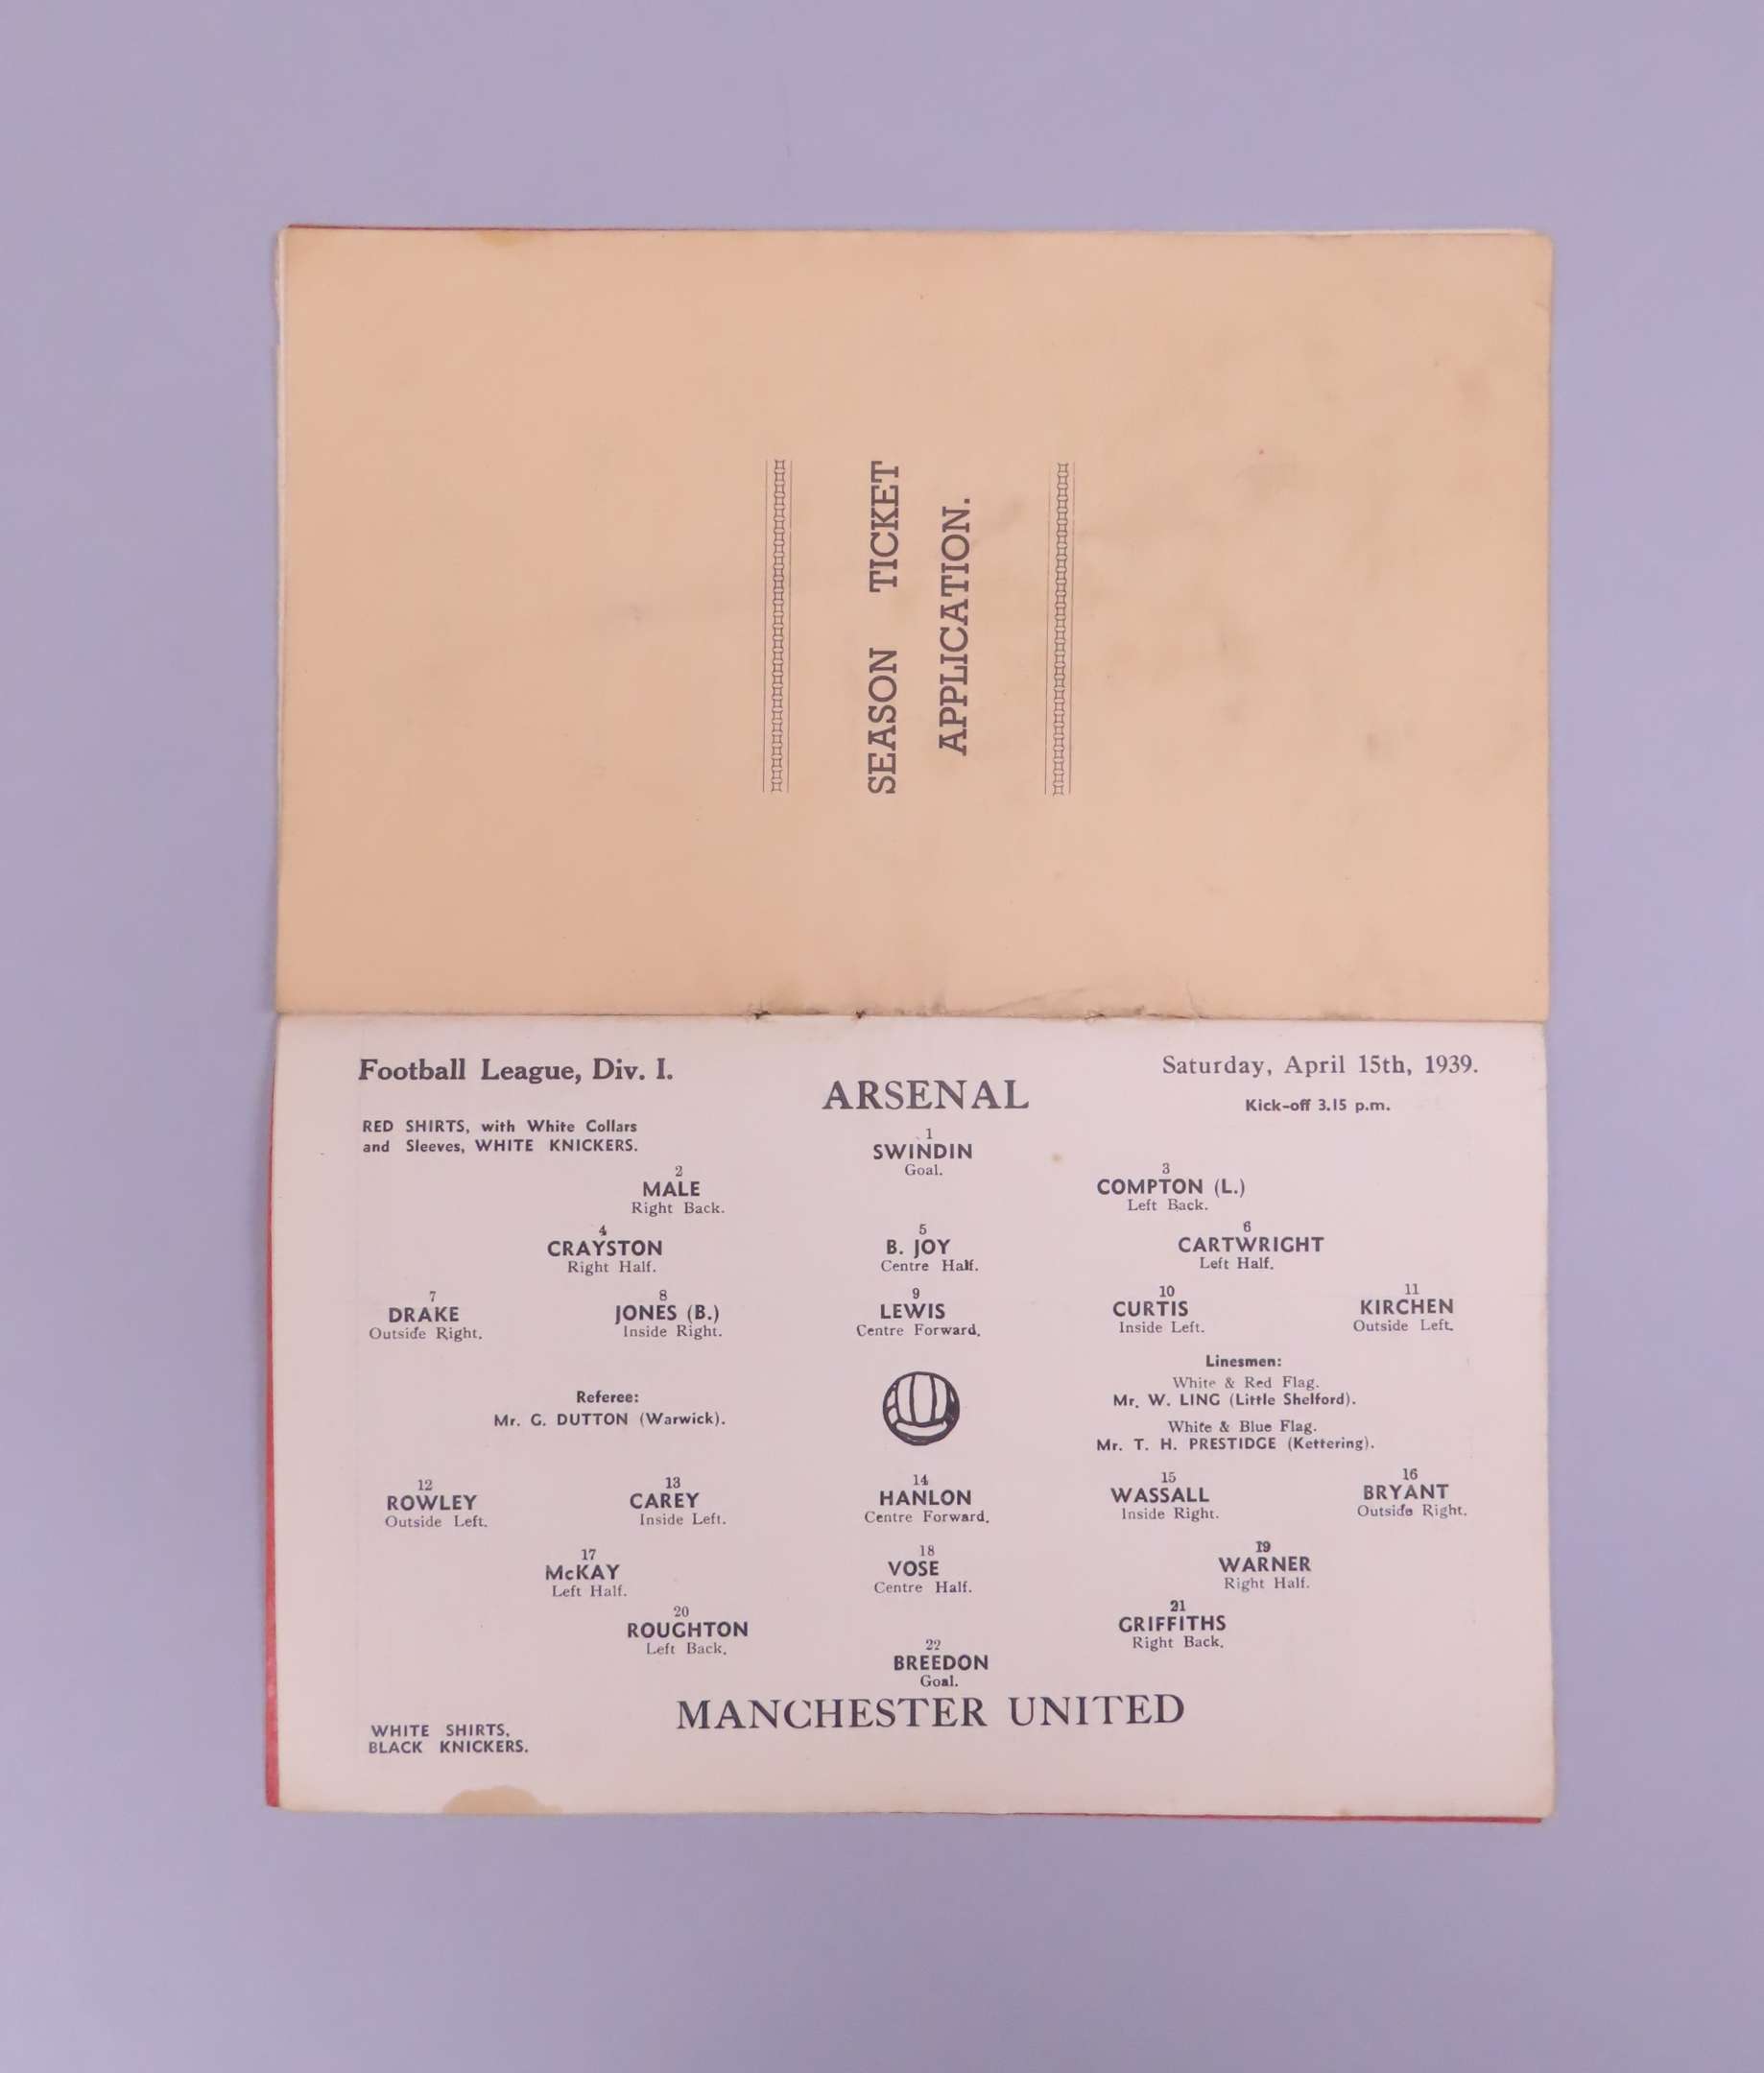 SEASON TICKET
APPLICATION.
Football League, Div. I.
Saturday, April 15th, 1939.
ARSENAL
Kick-off 3.15 p.m.
RED SHIRTS, with White Collars
and Sleeves, WHITE KNICKERS.
1
SWINDIN
Goal.
2
MALE
Right Back.
3
COMPTON (L.)
Left Back.
4
CRAYSTON
Right Half.
5
B. JOY
Centre Half.
6
CARTWRIGHT
Left Half.
7
DRAKE
Outside Right.
8
JONES (B.)
Inside Right.
9
LEWIS
Centre Forward.
10
CURTIS
Inside Left.
11
KIRCHEN
Outside Left.
Referee:
Mr. G. DUTTON (Warwick).
Linesmen:
White & Red Flag.
Mr. W. LING (Little Shelford).
White & Blue Flag.
Mr. T. H. PRESTIDGE (Kettering).
12
ROWLEY
Outside Left.
13
CAREY
Inside Left.
14
HANLON
Centre Forward.
15
WASSALL
Inside Right.
16
BRYANT
Outside Right.
17
McKAY
Left Half.
18
VOSE
Centre Half.
19
WARNER
Right Half.
20
ROUGHTON
Left Back.
21
GRIFFITHS
Right Back.
22
BREEDON
Goal.
MANCHESTER UNITED
WHITE SHIRTS,
BLACK KNICKERS.